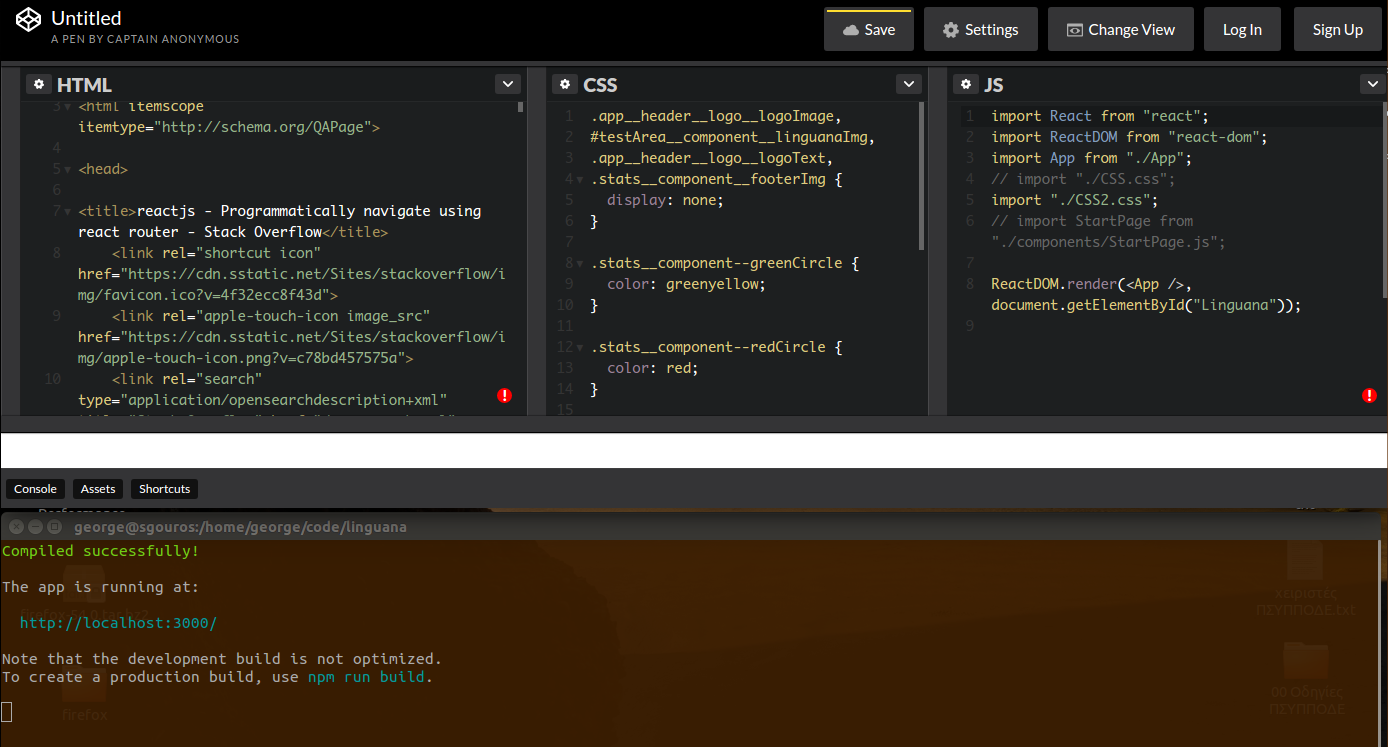 Untitled
A PEN BY CAPTAIN ANONYMOUS
Save
Settings
Change View
Log In
Sign Up
HTML
3 <html itemscope
itemtype="http://schema.org/QAPage">
4
5 <head>
6
7 <title>reactjs - Programmatically navigate using
react router - Stack Overflow</title>
8 <link rel="shortcut icon"
href="https://cdn.sstatic.net/Sites/stackoverflow/i
mg/favicon.ico?v=4f32ecc8f43d">
9 <link rel="apple-touch-icon image_src"
href="https://cdn.sstatic.net/Sites/stackoverflow/i
mg/apple-touch-icon.png?v=c78bd457575a">
10 <link rel="search"
type="application/opensearchdescription+xml"
CSS
1 .app__header__logo__logoImage,
2 #testArea__component__linguanaImg,
3 .app__header__logo__logoText,
4 .stats__component__footerImg {
5 display: none;
6 }
7
8 .stats__component--greenCircle {
9 color: greenyellow;
10 }
11
12 .stats__component--redCircle {
13 color: red;
14 }
15
JS
1 import React from "react";
2 import ReactDOM from "react-dom";
3 import App from "./App";
4 // import "./CSS.css";
5 import "./CSS2.css";
6 // import StartPage from
"./components/StartPage.js";
7
8 ReactDOM.render(<App />,
document.getElementById("Linguana"));
9
Console
Assets
Shortcuts
george@sgouros:/home/george/code/linguana
Compiled successfully!
The app is running at:
firefox-54.0.tar.bz2
http://localhost:3000/
Note that the development build is not optimized.
To create a production build, use npm run build.
firefox
Χειριστές
ΠΣΥΠΠΟΔΕ.txt
00 Οδηγίες
ΠΣΥΠΠΟΔΕ